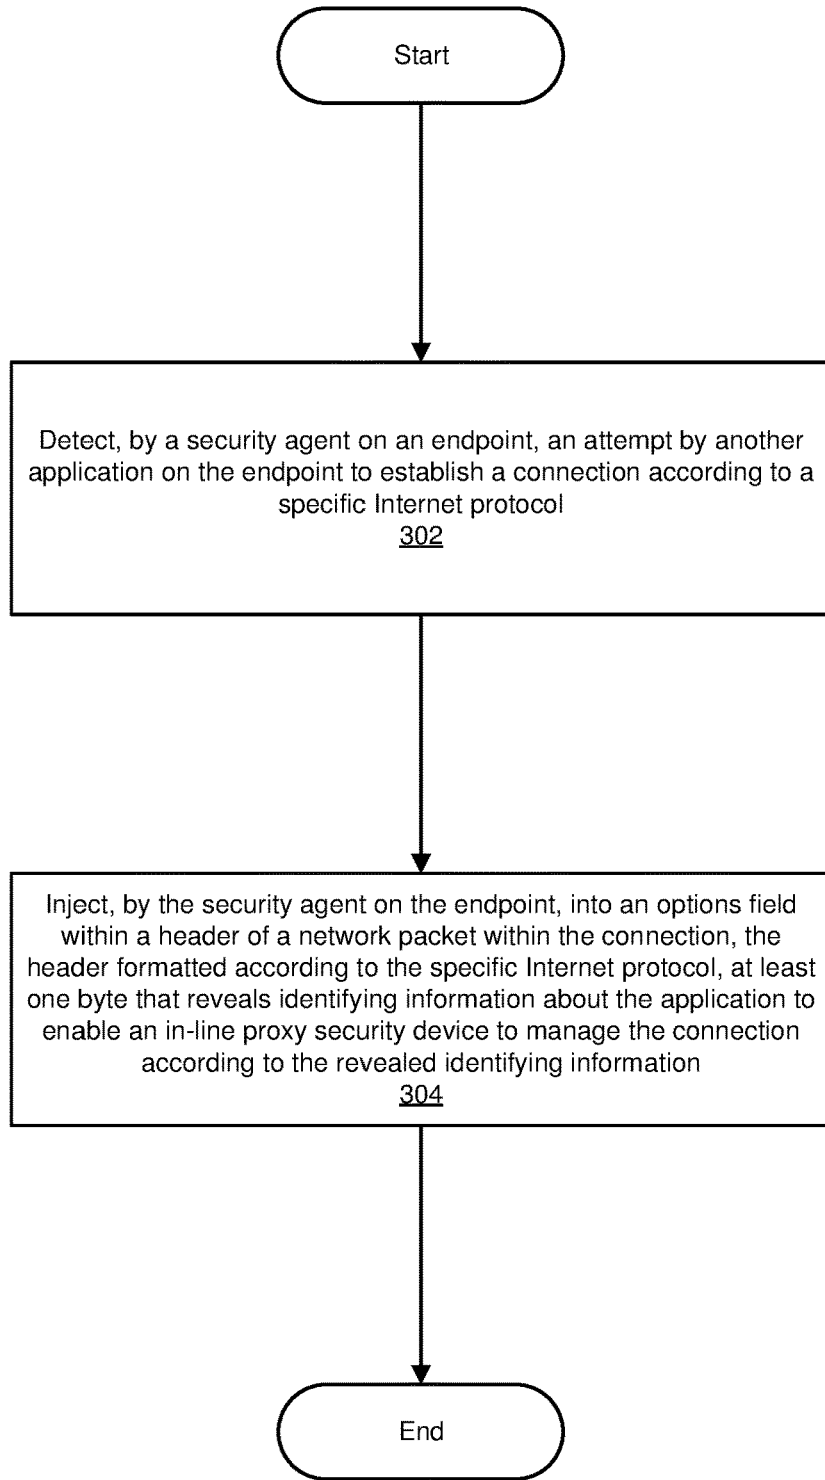 Start
Detect, by a security agent on an endpoint, an attempt by another
application on the endpoint to establish a connection according to a
specific Internet protocol
302
Inject, by the security agent on the endpoint, into an options field
within a header of a network packet within the connection, the
header formatted according to the specific Internet protocol, at least
one byte that reveals identifying information about the application to
enable an in-line proxy security device to manage the connection
according to the revealed identifying information
304
End